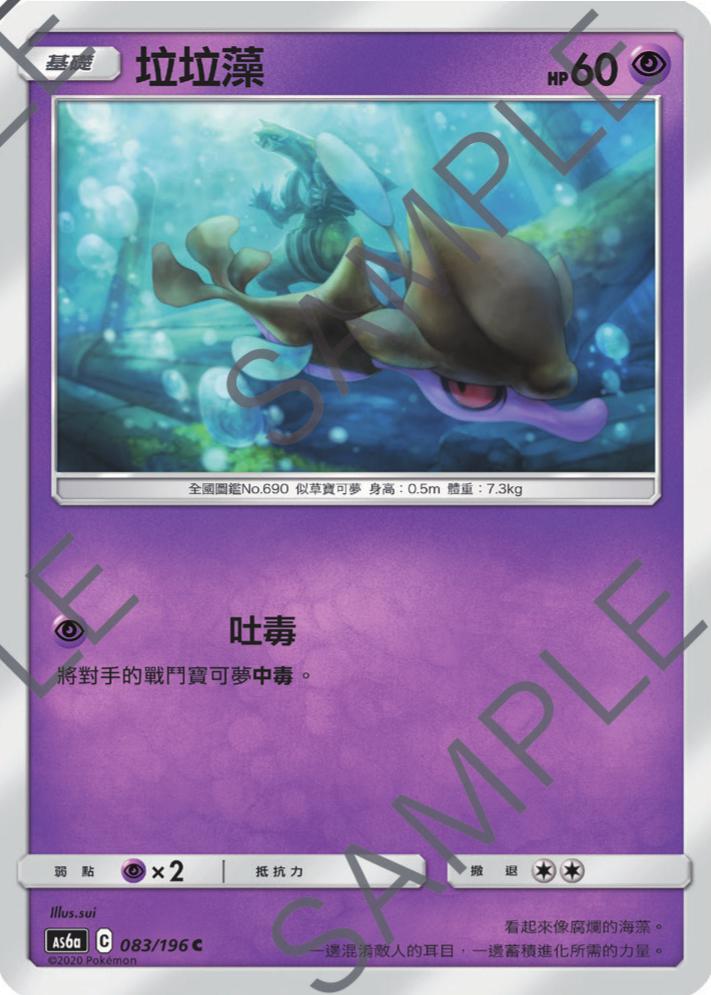 基礎 垃垃藻 HP60
全國圖鑑No.690 似草寶可夢 身高：0.5m 體重：7.3kg
吐毒
將對手的戰鬥寶可夢中毒。
弱點 ×2 抵抗力 撤退
Illus.sui
AS6a C 083/196 C
©2020 Pokémon
看起來像腐爛的海藻。
一邊混淆敵人的耳目，一邊蓄積進化所需的力量。
SAMPLE
SAMPLE
LE
LE